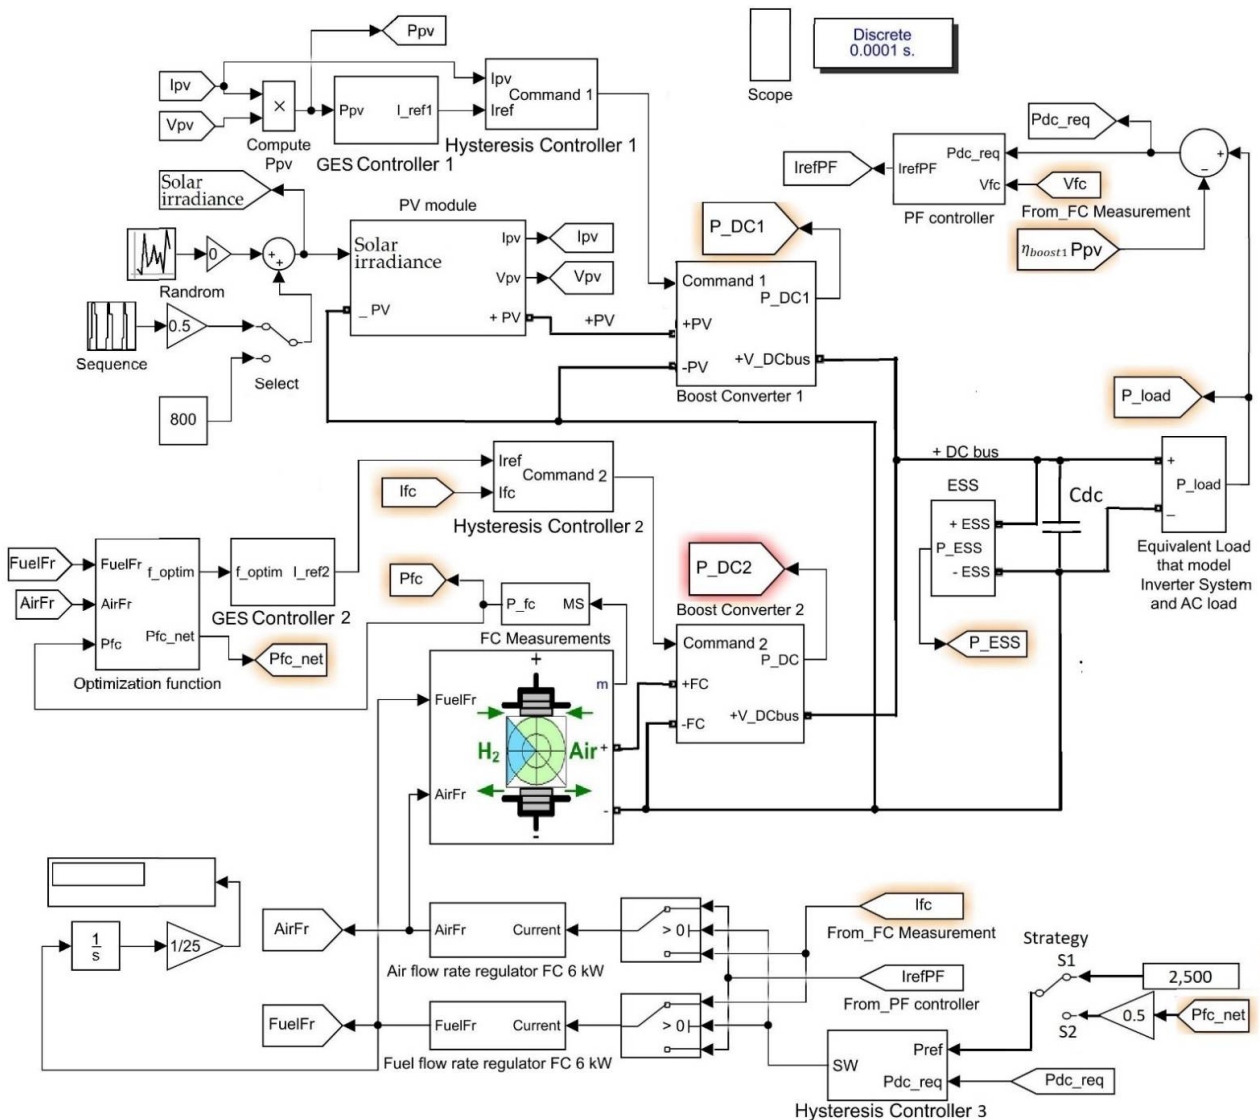 Ppv
Discrete
0.0001 s.
Scope
Ipv
Vpv
×
Compute
Ppv
Ppv
I_ref1
GES Controller 1
Ipv
Iref
Command 1
Hysteresis Controller 1
Pdc_req
+
−
IrefPF
IrefPF
Pdc_req
Vfc
PF controller
Vfc
From_FC Measurement
ηboost1 Ppv
Solar
irradiance
PV module
Randrom
0
+
+
Solar
irradiance
Ipv
Vpv
_ PV
+ PV
Ipv
Vpv
+PV
P_DC1
Command 1
P_DC1
+PV
-PV
+V_DCbus
Boost Converter 1
Sequence
0.5
Select
800
P_load
+ DC bus
+
P_load
_
Equivalent Load
that model
Inverter System
and AC load
ESS
+ ESS
P_ESS
- ESS
Cdc
P_ESS
Iref
Ifc
Command 2
Hysteresis Controller 2
Ifc
FuelFr
AirFr
FuelFr
AirFr
Pfc
f_optim
Pfc_net
Optimization function
f_optim
I_ref2
GES Controller 2
Pfc_net
Pfc
P_fc
MS
FC Measurements
P_DC2
Boost Converter 2
Command 2
P_DC
+FC
-FC
+V_DCbus
+
FuelFr
m
H2
Air
+
AirFr
-
-
1
s
1/25
AirFr
AirFr
Current
Air flow rate regulator FC 6 kW
> 0
Ifc
From_FC Measurement
IrefPF
From_PF controller
FuelFr
FuelFr
Current
Fuel flow rate regulator FC 6 kW
> 0
Strategy
S1
2,500
S2
0.5
Pfc_net
SW
Pref
Pdc_req
Pdc_req
Hysteresis Controller 3